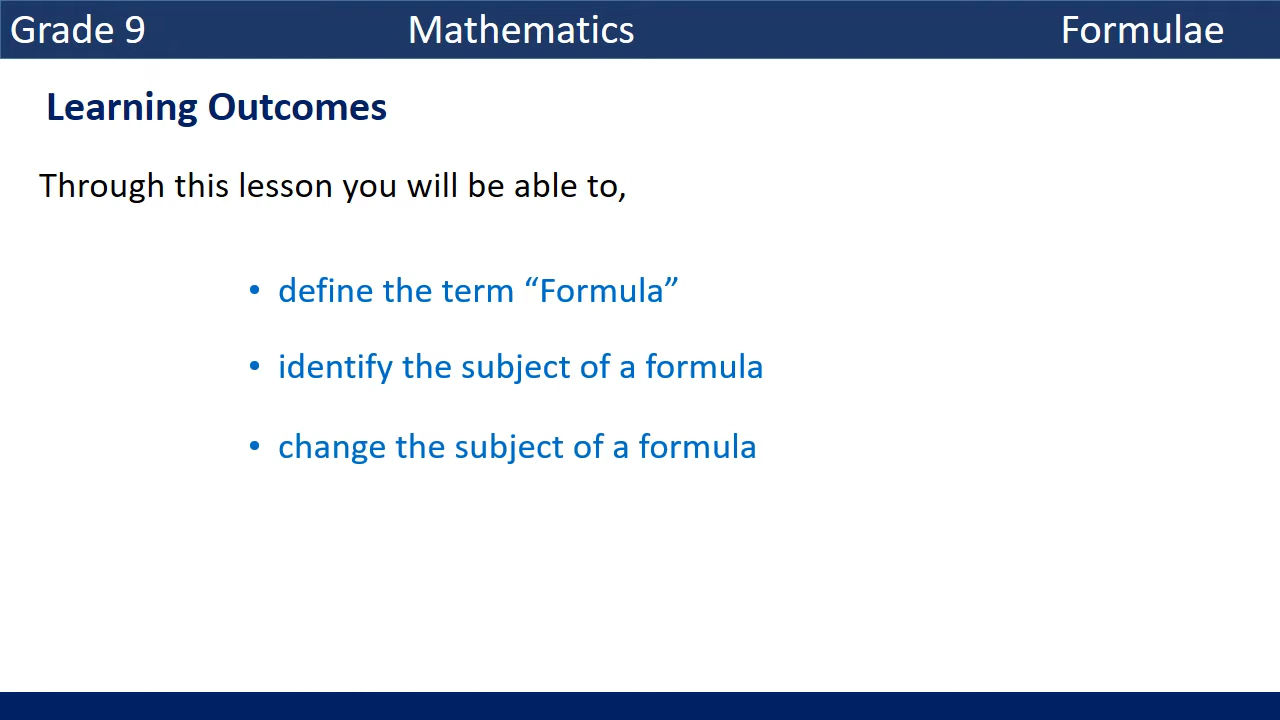 Grade 9 Mathematics Formulae
Learning Outcomes
Through this lesson you will be able to,
• define the term “Formula”
• identify the subject of a formula
• change the subject of a formula